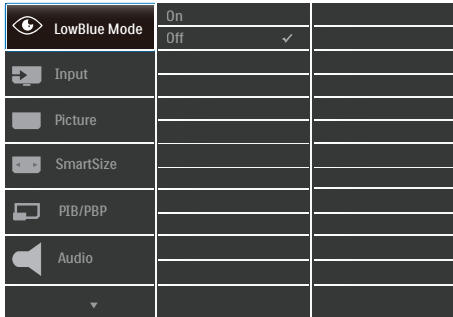 LowBlue Mode
On
Off
Input
Picture
SmartSize
PIB/PBP
Audio